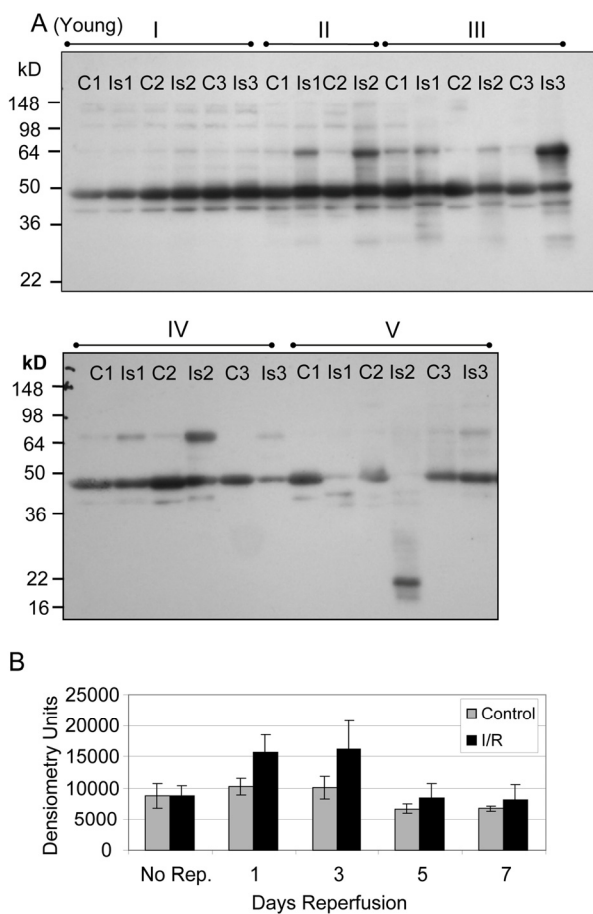 A (Young) I II III
kD C1 Is1 C2 Is2 C3 Is3 C1 Is1 C2 Is2 C1 Is1 C2 Is2 C3 Is3
148
98
64
50
36
22
IV V
kD C1 Is1 C2 Is2 C3 Is3 C1 Is1 C2 Is2 C3 Is3
148
98
64
50
36
22
16
B
Densiometry Units
25000
20000
15000
10000
5000
0
Control
I/R
No Rep. 1 3 5 7
Days Reperfusion